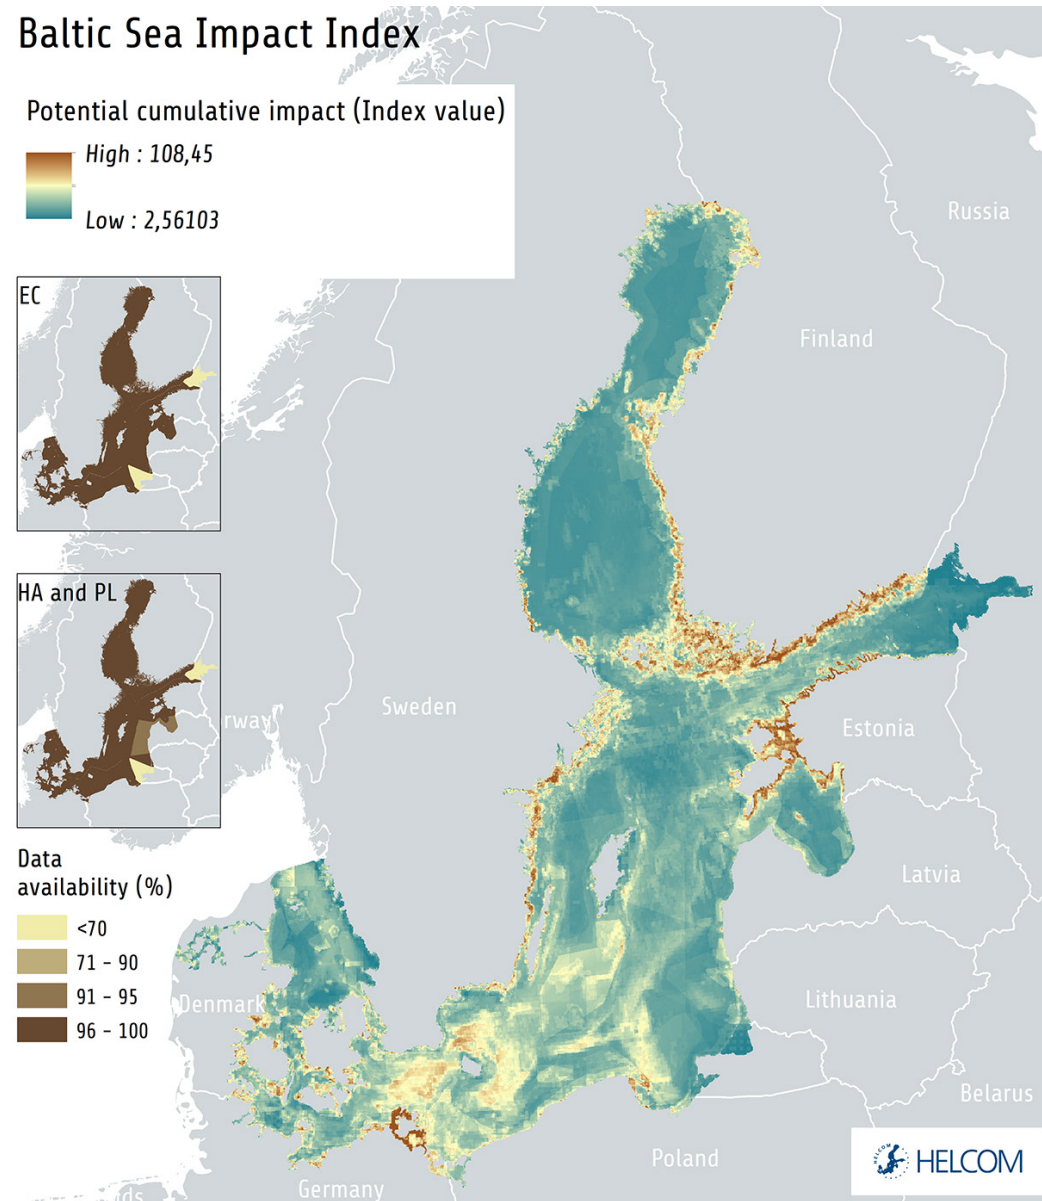 Baltic Sea Impact Index
Potential cumulative impact (Index value)
High : 108,45
Low : 2,56103
EC
HA and PL
Data
availability (%)
<70
71 - 90
91 - 95
96 - 100
Russia
Finland
Sweden
rway
Estonia
Latvia
Lithuania
Denmark
Belarus
Poland
Germany
ds
HELCOM
HELCOM